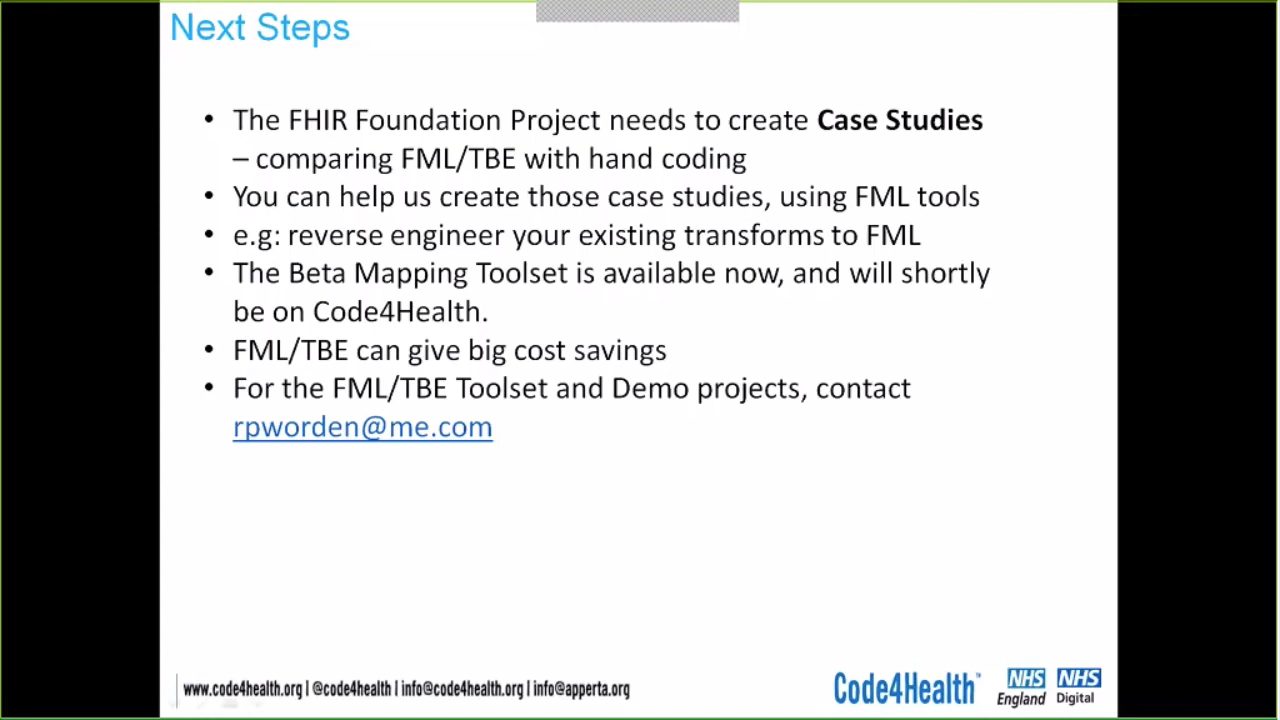 Next Steps
• The FHIR Foundation Project needs to create Case Studies
– comparing FML/TBE with hand coding
• You can help us create those case studies, using FML tools
• e.g: reverse engineer your existing transforms to FML
• The Beta Mapping Toolset is available now, and will shortly
be on Code4Health.
• FML/TBE can give big cost savings
• For the FML/TBE Toolset and Demo projects, contact
rpworden@me.com
www.code4health.org | @code4health | info@code4health.org | info@apperta.org
Code4Health™
NHS
England
NHS
Digital